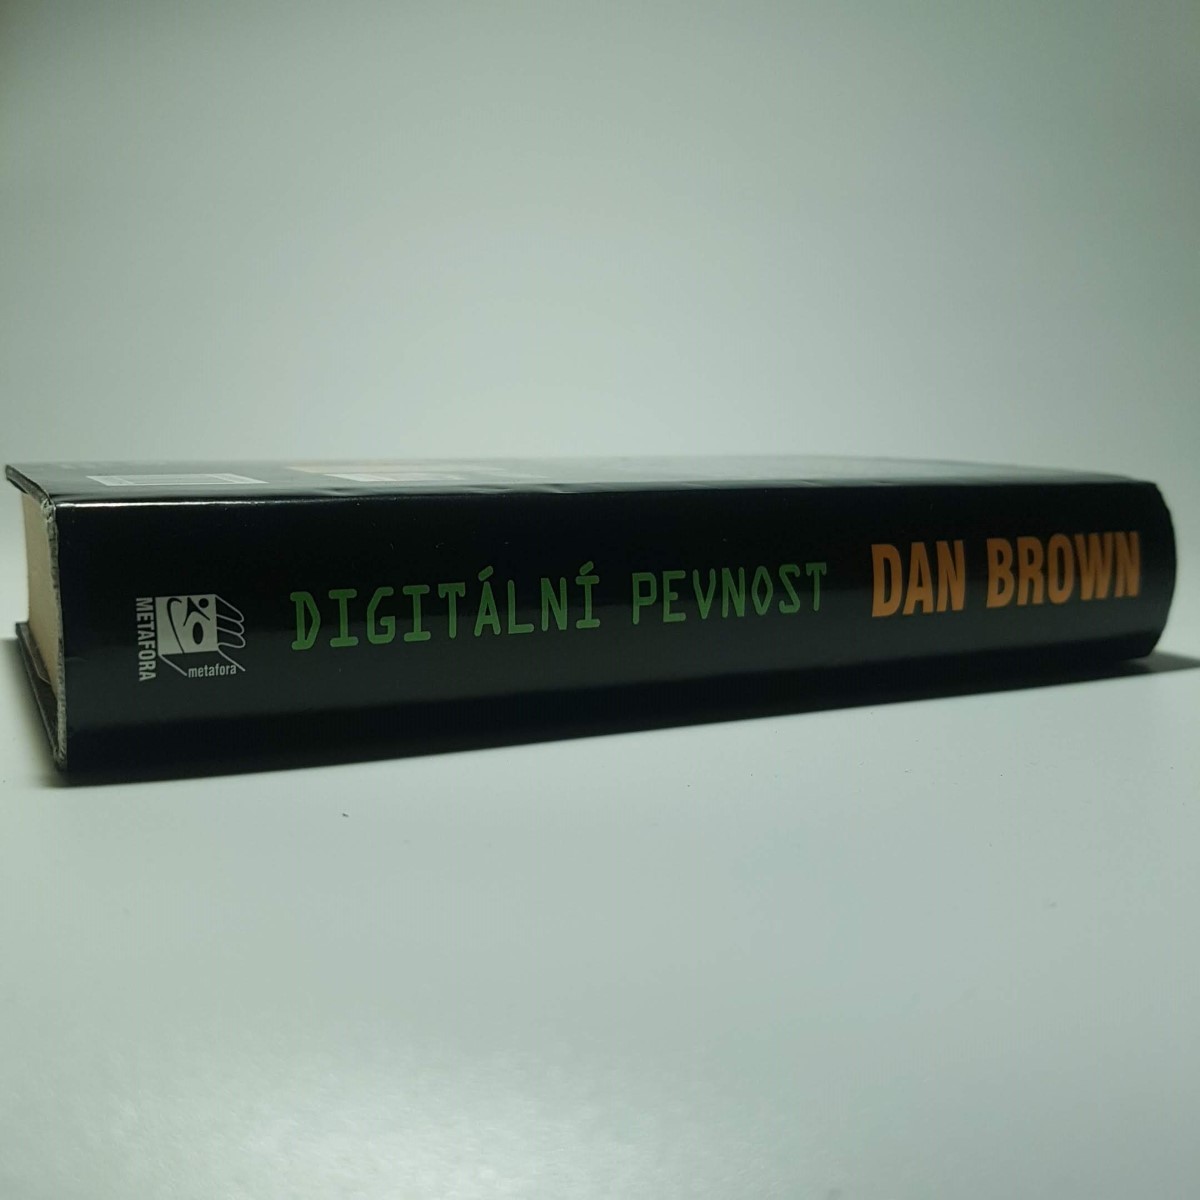 METAFORA
metafora
DIGITÁLNÍ PEVNOST
DAN BROWN